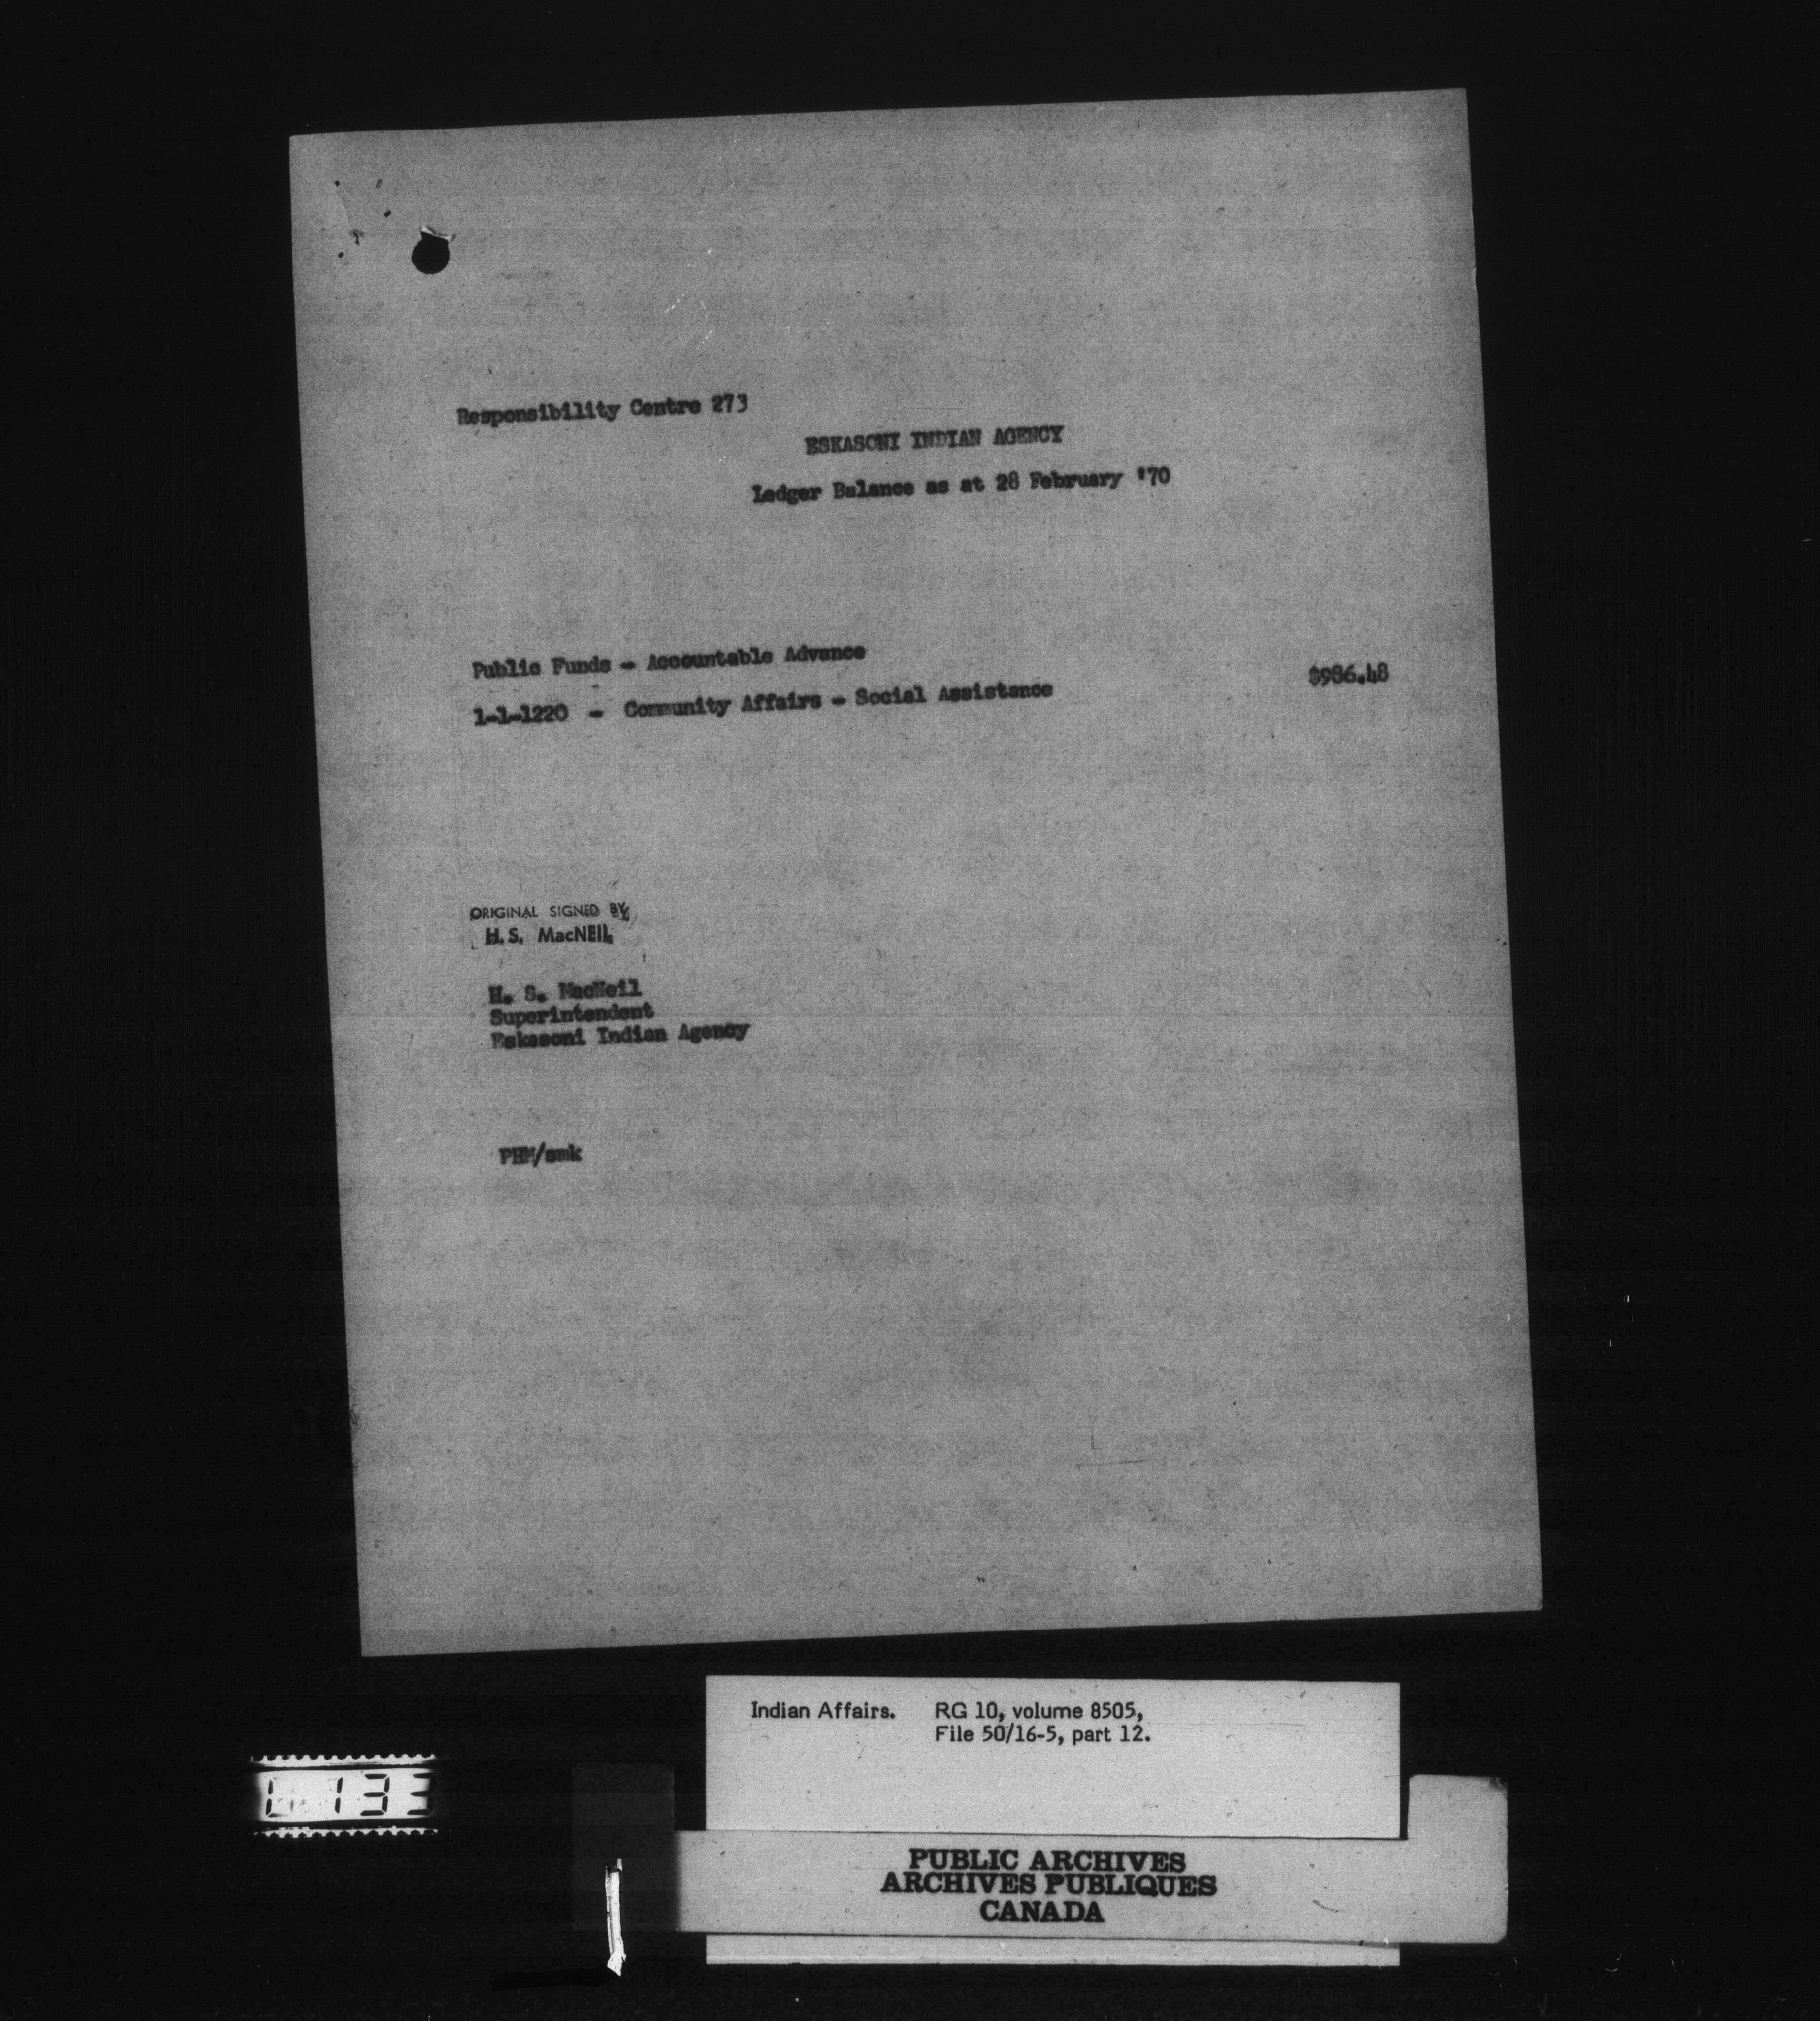 Responsibility Centre 273
ESKASONI INDIAN AGENCY
Ledger Balance as at 28 February '70
Public Funds - Accountable Advance
1-1-1220 - Community Affairs - Social Assistance $986.48
ORIGINAL SIGNED BY
H. S. MacNEIL
H. S. MacNeil
Superintendent
Eskasoni Indian Agency
PHM/smk
Indian Affairs. RG 10, volume 8505,
File 50/16-5, part 12.
PUBLIC ARCHIVES
ARCHIVES PUBLIQUES
CANADA